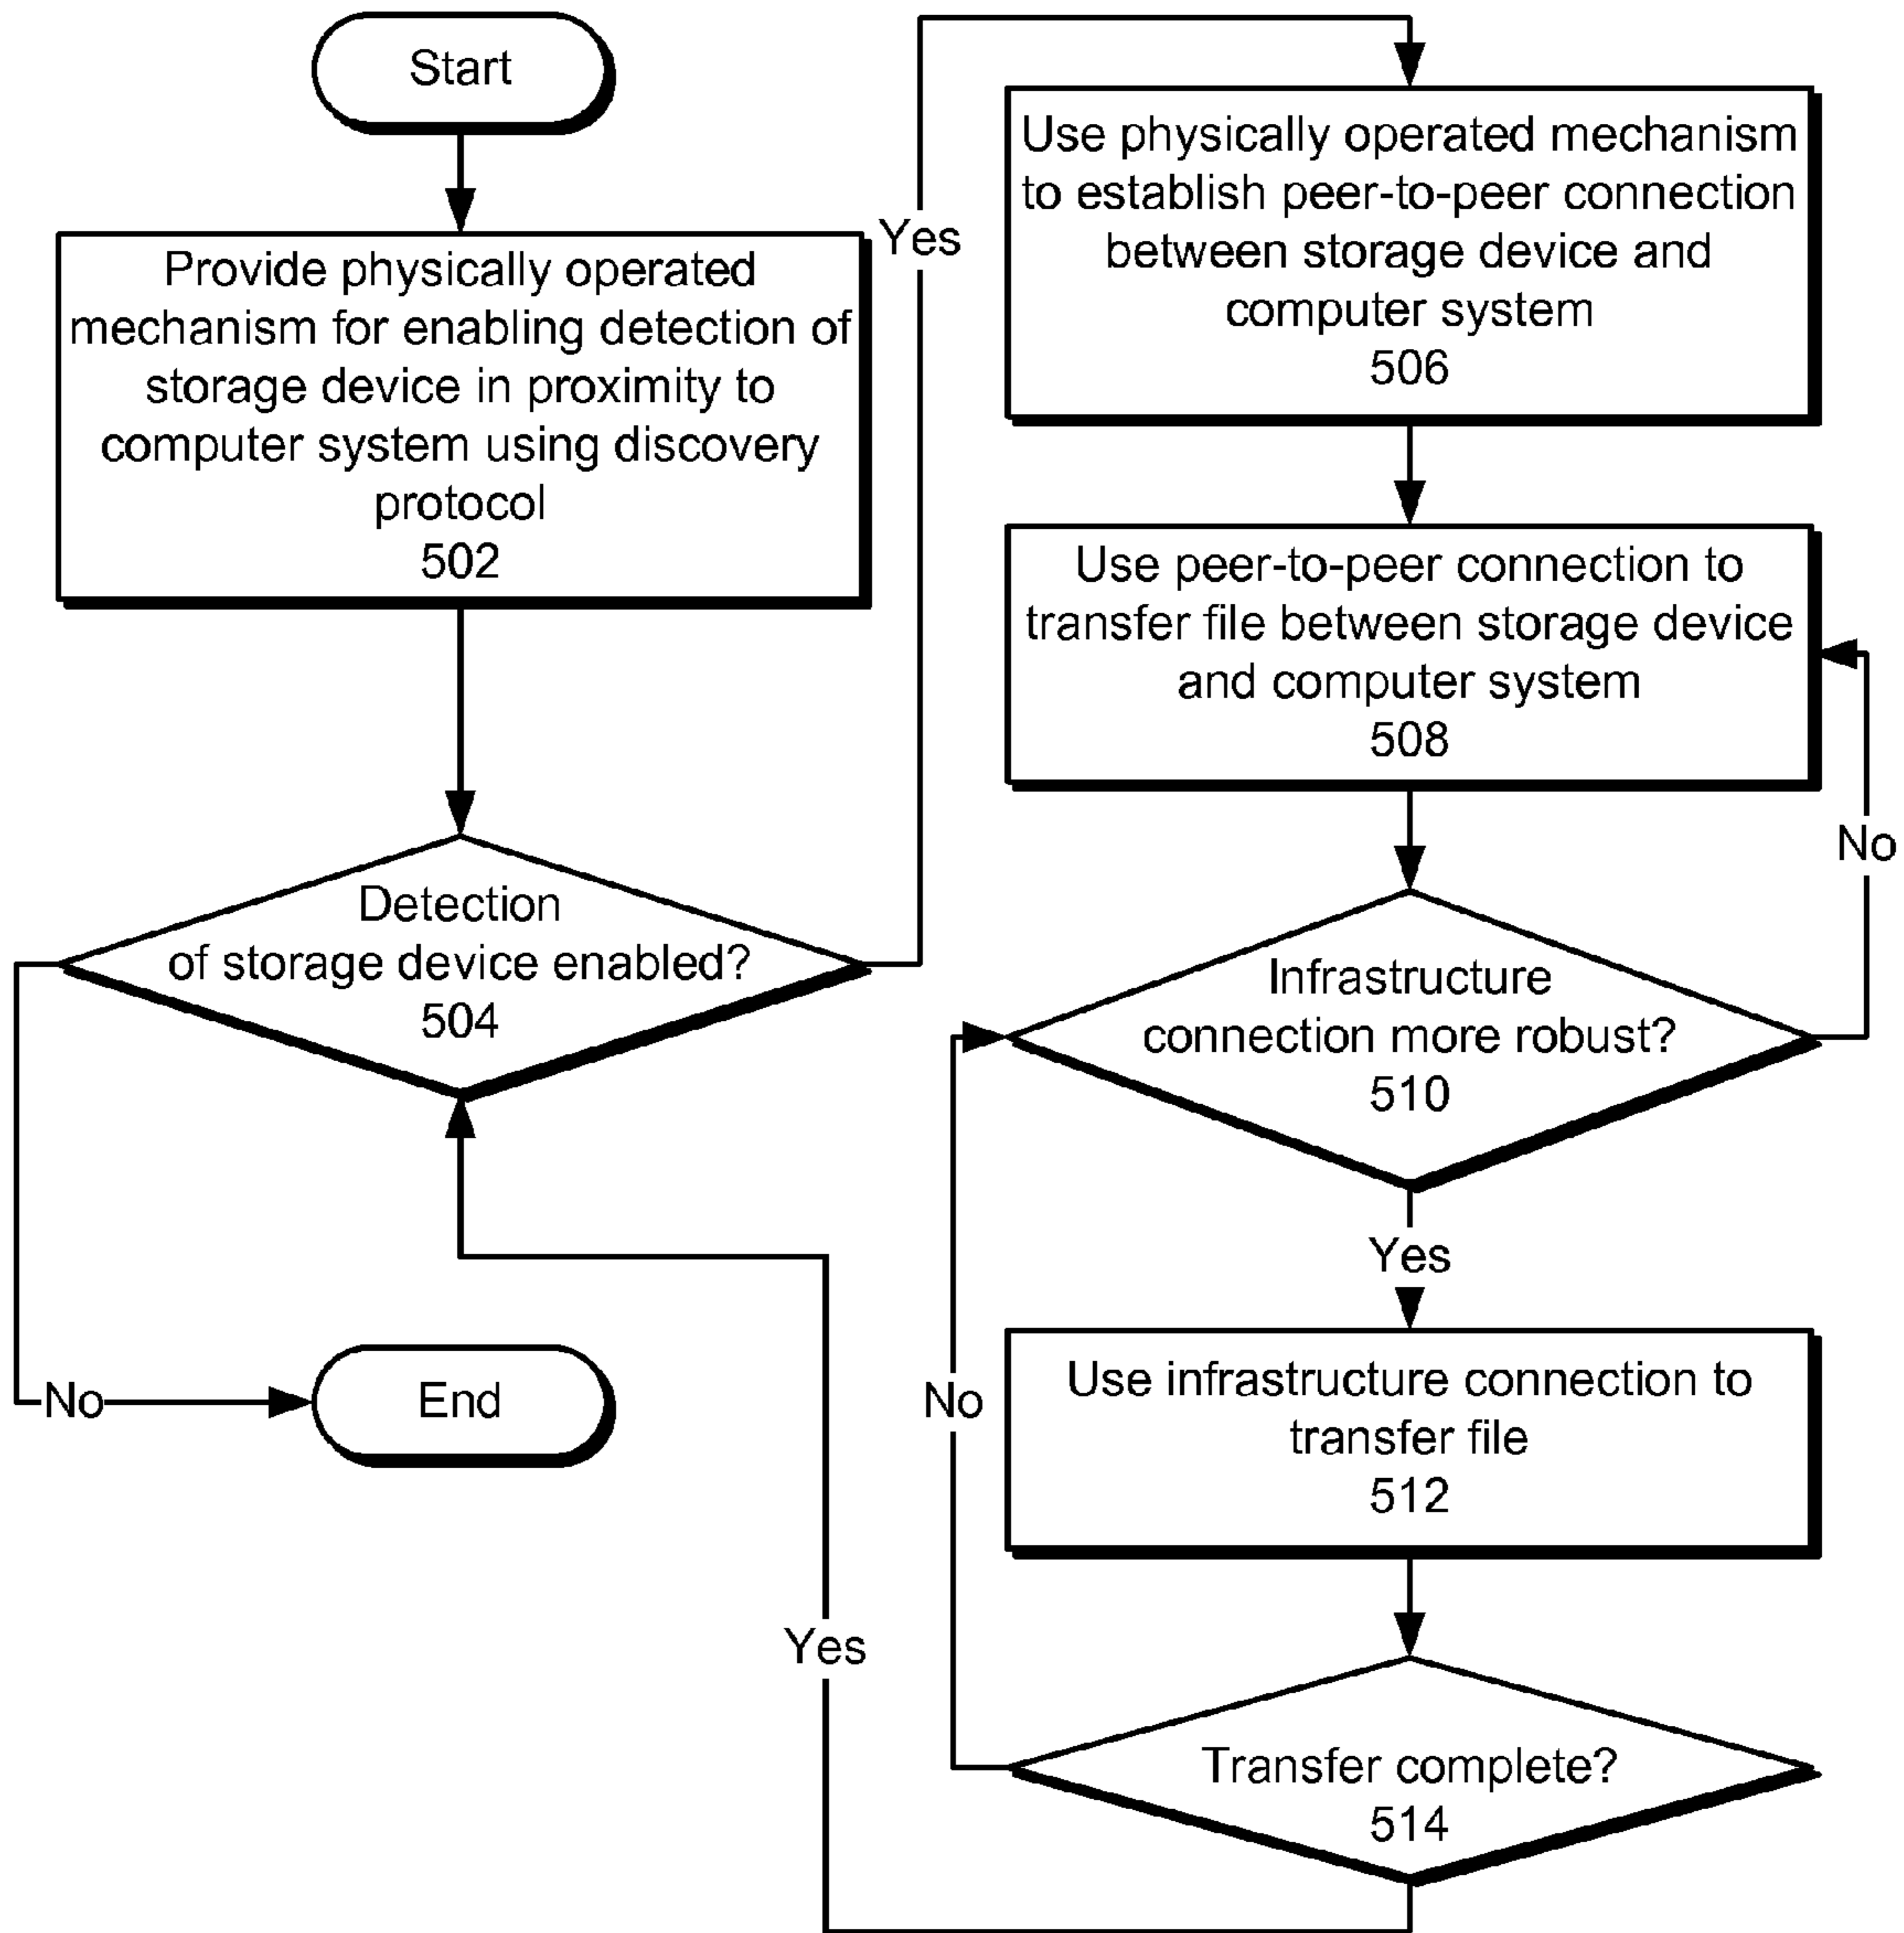 Start
Provide physically operated
mechanism for enabling detection of
storage device in proximity to
computer system using discovery
protocol
502
Detection
of storage device enabled?
504
No
End
Yes
Use physically operated mechanism
to establish peer-to-peer connection
between storage device and
computer system
506
Use peer-to-peer connection to
transfer file between storage device
and computer system
508
No
Infrastructure
connection more robust?
510
Yes
Use infrastructure connection to
transfer file
512
No
Transfer complete?
514
Yes